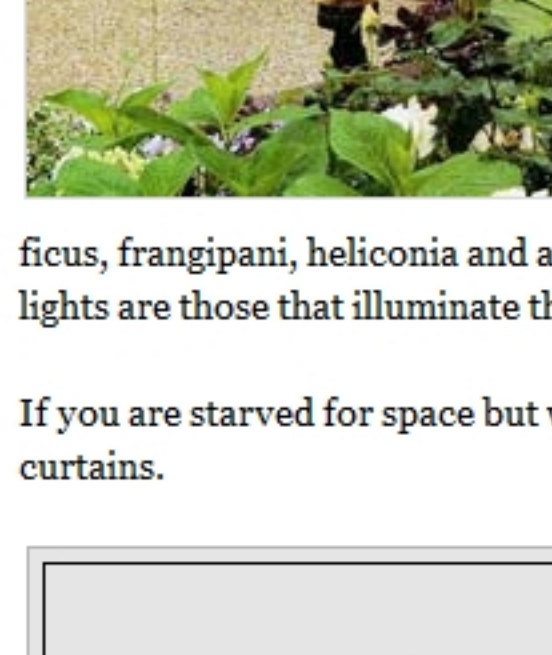 ficus, frangipani, heliconia and a
lights are those that illuminate th
If you are starved for space but
curtains.